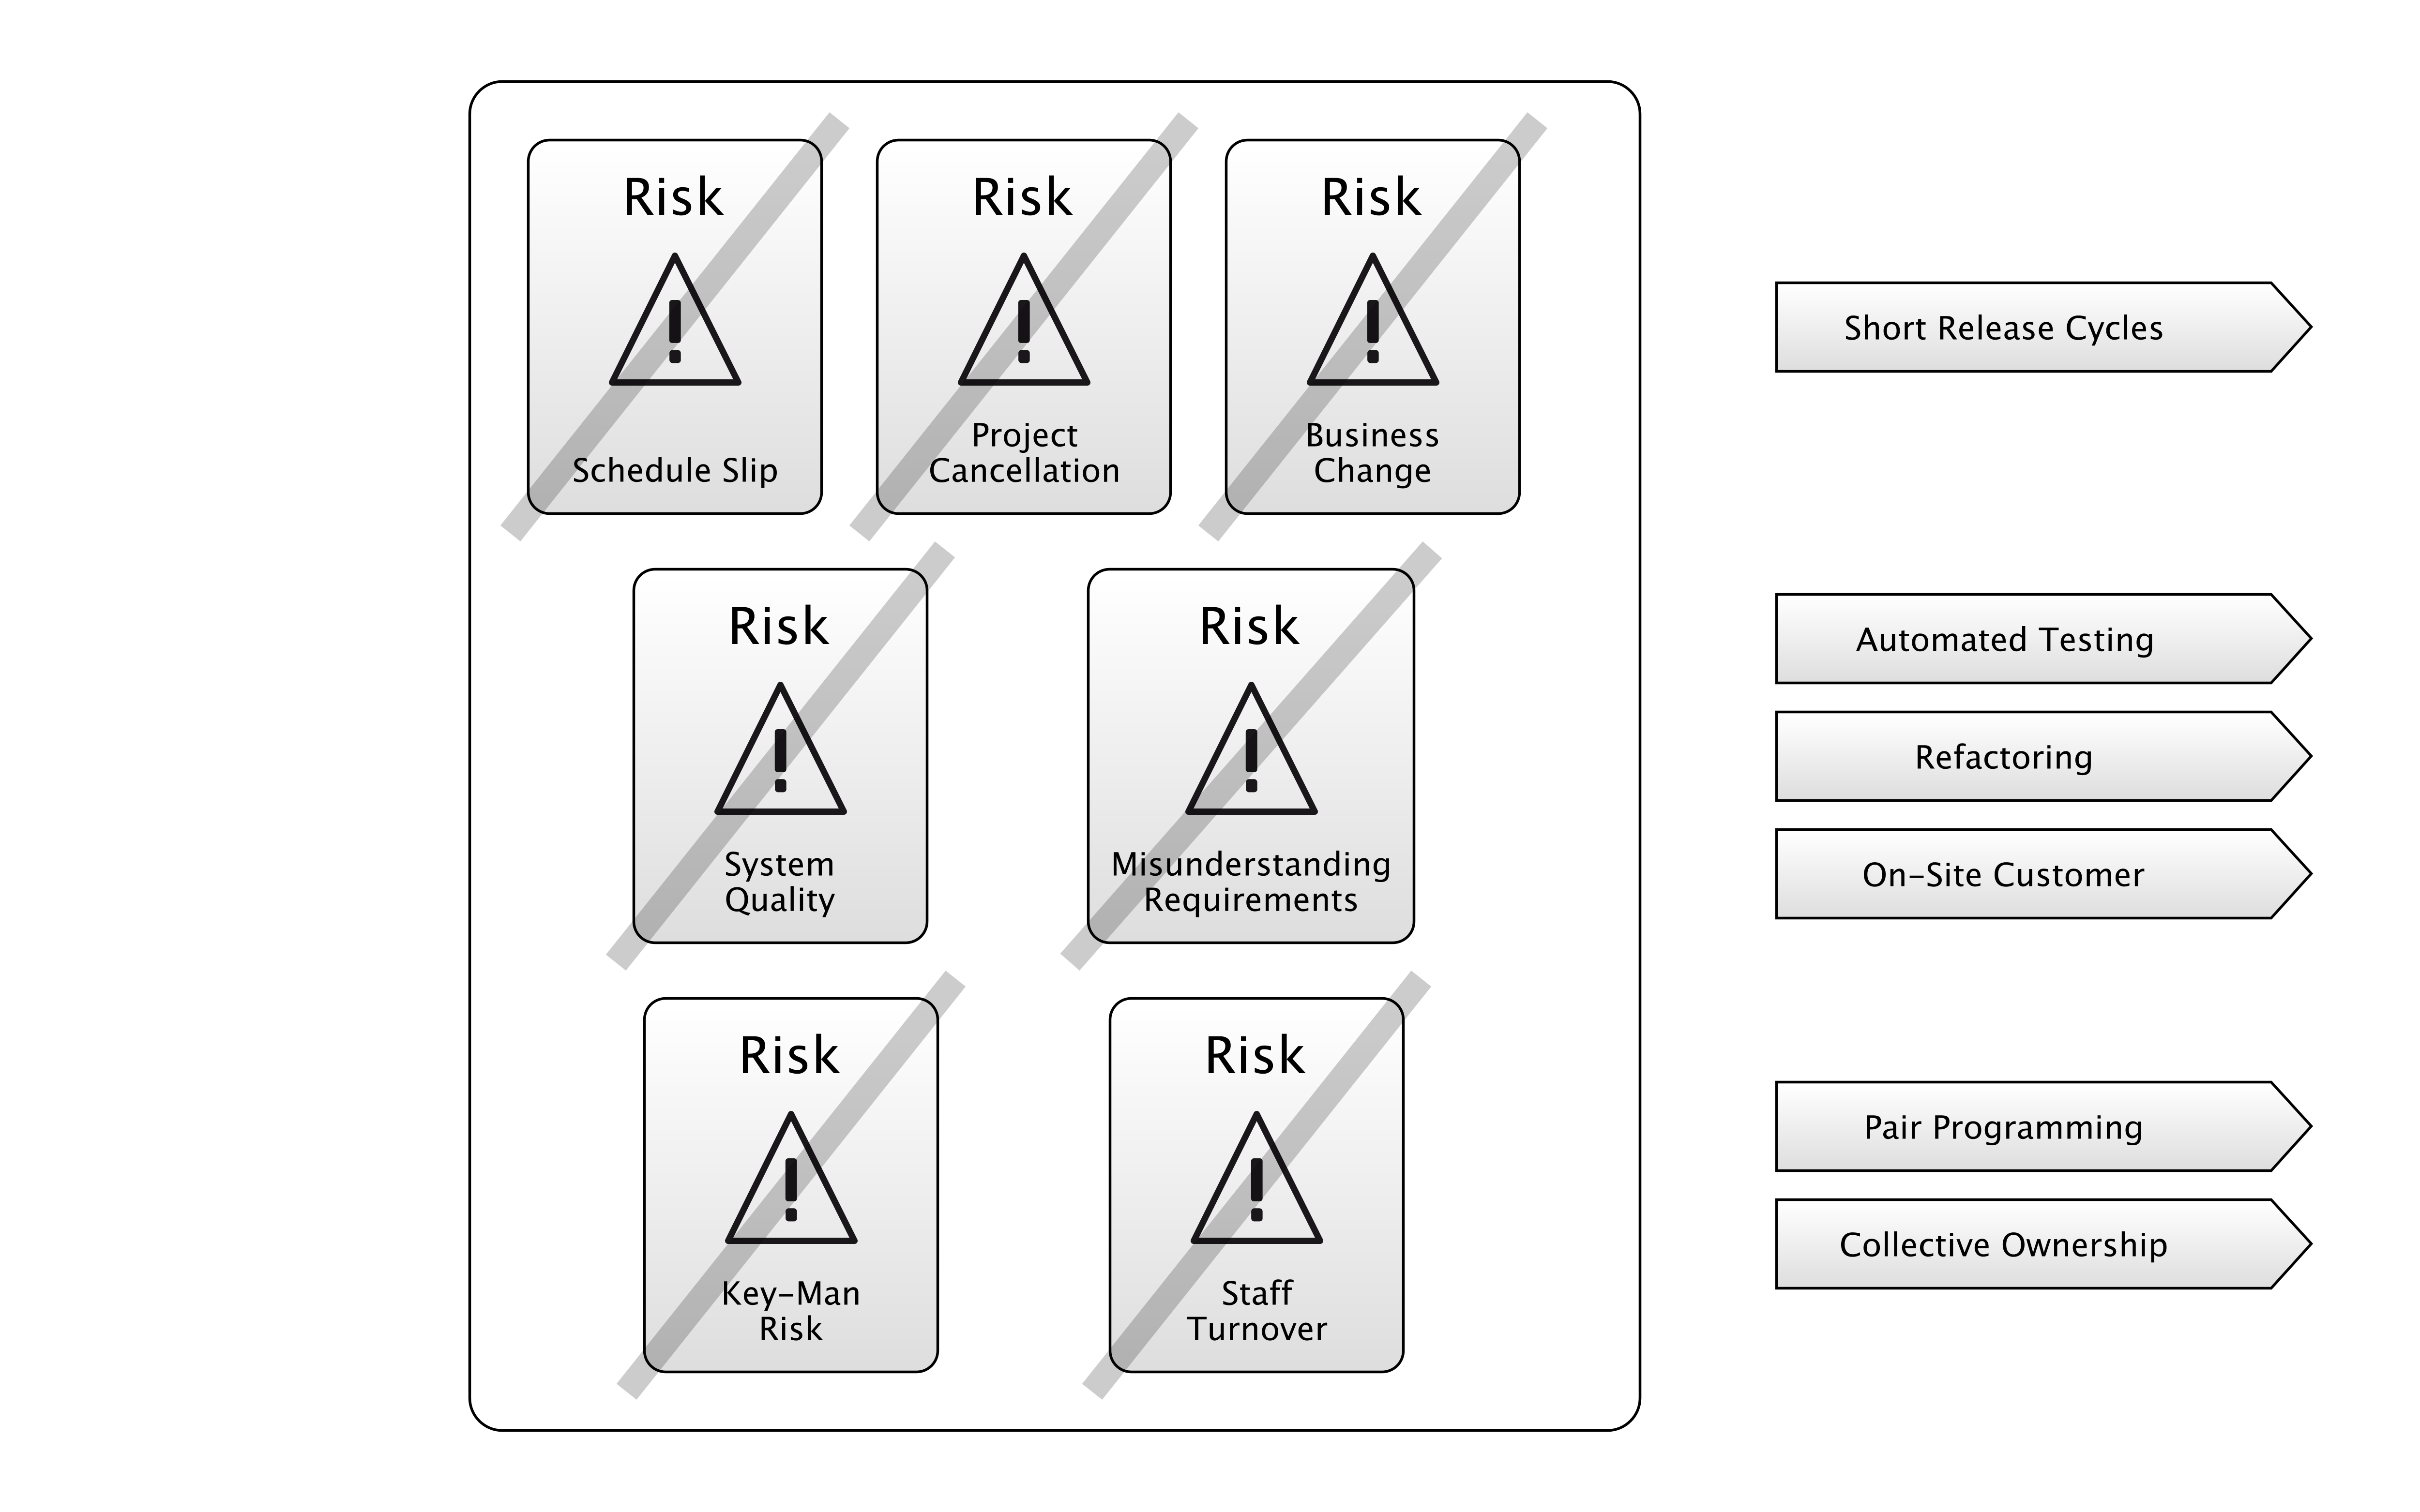 Risk
Schedule Slip
Risk
Project
Cancellation
Risk
Business
Change
Short Release Cycles
Risk
System
Quality
Risk
Misunderstanding
Requirements
Automated Testing
Refactoring
On-Site Customer
Risk
Key-Man
Risk
Risk
Staff
Turnover
Pair Programming
Collective Ownership